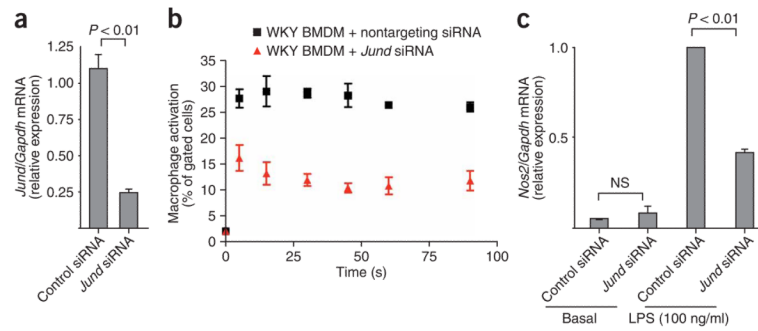 a
P < 0.01
Jund/Gapdh mRNA
(relative expression)
1.25
1.00
0.75
0.50
0.25
Control siRNA
Jund siRNA
b
WKY BMDM + nontargeting siRNA
WKY BMDM + Jund siRNA
Macrophage activation
(% of gated cells)
35
30
25
20
15
10
5
0
0
25
50
75
100
Time (s)
c
P < 0.01
Nos2/Gapdh mRNA
(relative expression)
1.0
0.5
NS
Control siRNA
Jund siRNA
Control siRNA
Jund siRNA
Basal
LPS (100 ng/ml)